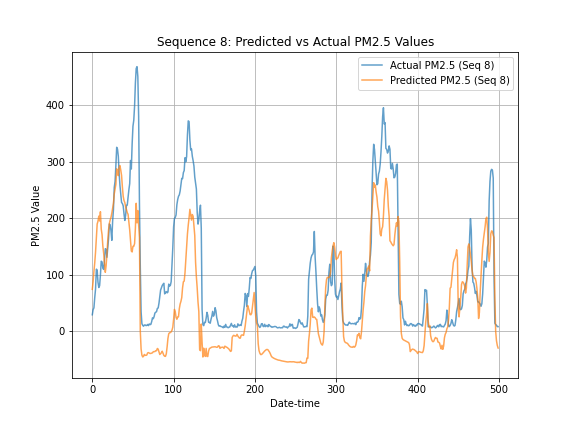 Sequence 8: Predicted vs Actual PM2.5 Values
Actual PM2.5 (Seq 8)
Predicted PM2.5 (Seq 8)
PM2.5 Value
400
300
200
100
0
0 100 200 300 400 500
Date-time